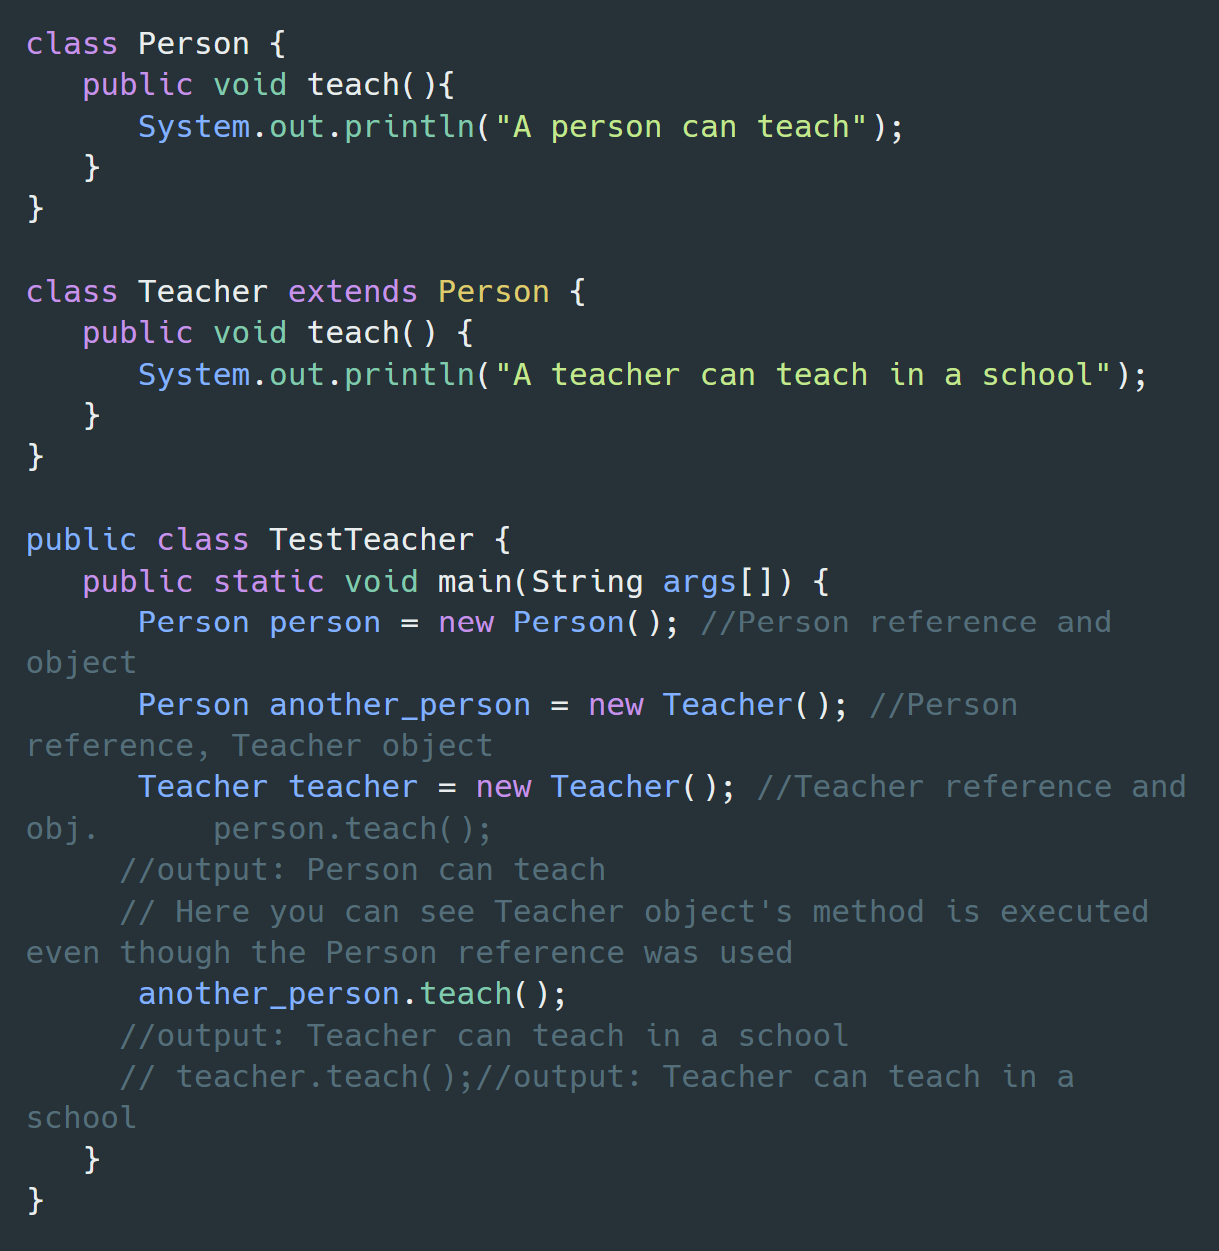 class Person {
   public void teach(){
      System.out.println("A person can teach");
   }
}

class Teacher extends Person {
   public void teach() {
      System.out.println("A teacher can teach in a school");
   }
}

public class TestTeacher {
   public static void main(String args[]) {
      Person person = new Person(); //Person reference and
object
      Person another_person = new Teacher(); //Person
reference, Teacher object
      Teacher teacher = new Teacher(); //Teacher reference and
obj.      person.teach();
     //output: Person can teach
     // Here you can see Teacher object's method is executed
even though the Person reference was used
      another_person.teach();
     //output: Teacher can teach in a school
     // teacher.teach();//output: Teacher can teach in a
school
   }
}